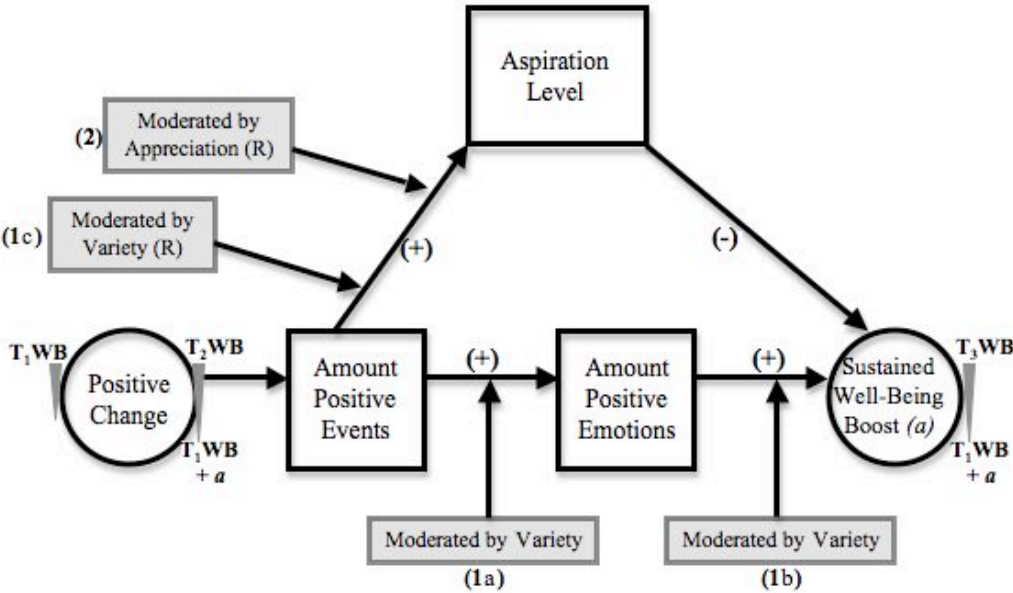 Aspiration
Level
(2)
Moderated by
Appreciation (R)
(1c)
Moderated by
Variety (R)
(+)
(-)
T₁WB
Positive
Change
T₂WB
T₁WB
+ a
Amount
Positive
Events
(+)
Amount
Positive
Emotions
(+)
Sustained
Well-Being
Boost (a)
T₃WB
T₁WB
+ a
Moderated by Variety
(1a)
Moderated by Variety
(1b)